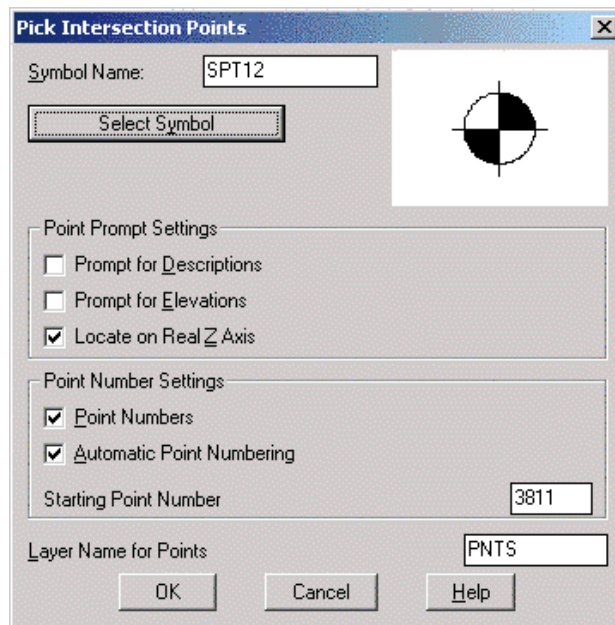 Pick Intersection Points
Symbol Name: SPT12
Select Symbol
Point Prompt Settings
Prompt for Descriptions
Prompt for Elevations
Locate on Real Z Axis
Point Number Settings
Point Numbers
Automatic Point Numbering
Starting Point Number 3811
Layer Name for Points PNTS
OK Cancel Help